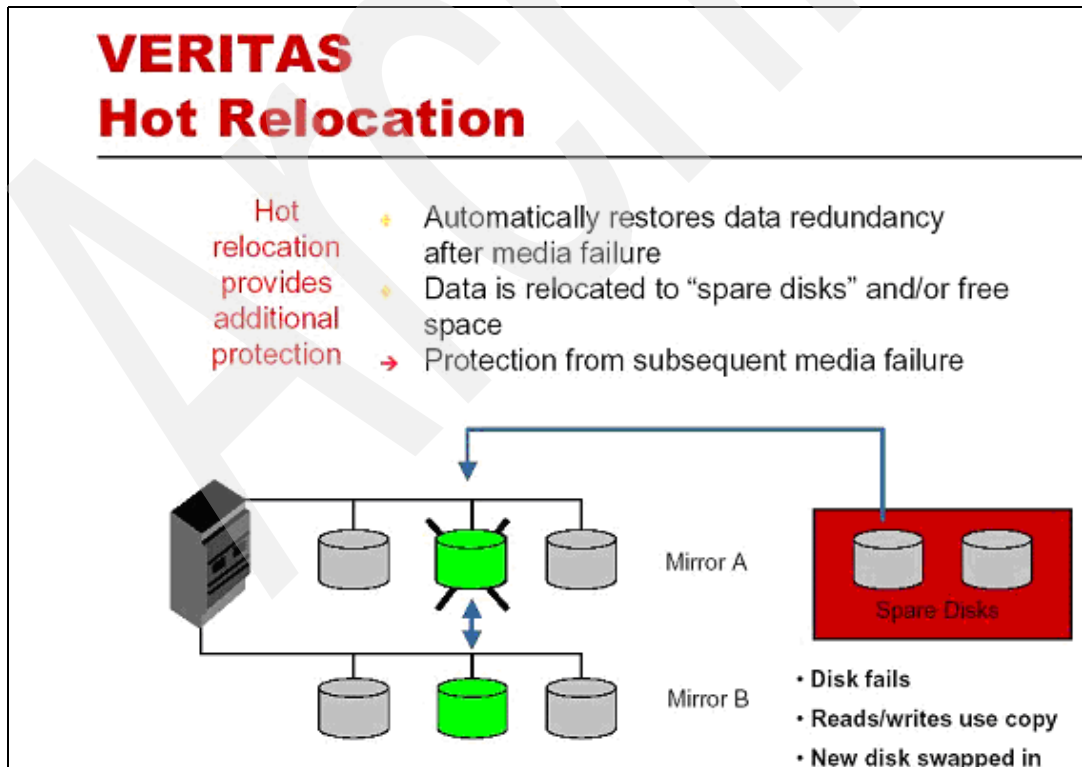 VERITAS
Hot Relocation
Hot
relocation
provides
additional
protection
Automatically restores data redundancy
after media failure
Data is relocated to “spare disks” and/or free
space
→ Protection from subsequent media failure
Mirror A
Spare Disks
Mirror B
• Disk fails
• Reads/writes use copy
• New disk swapped in